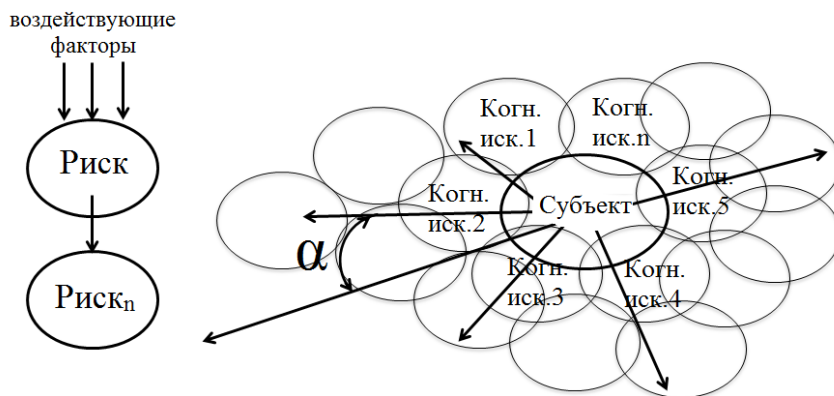 воздействующие
факторы
Риск
Рискn
Когн.
иск.1
Когн.
иск.n
Когн.
иск.2
Субъект
Когн.
иск.5
α
Когн.
иск.3
Когн.
иск.4